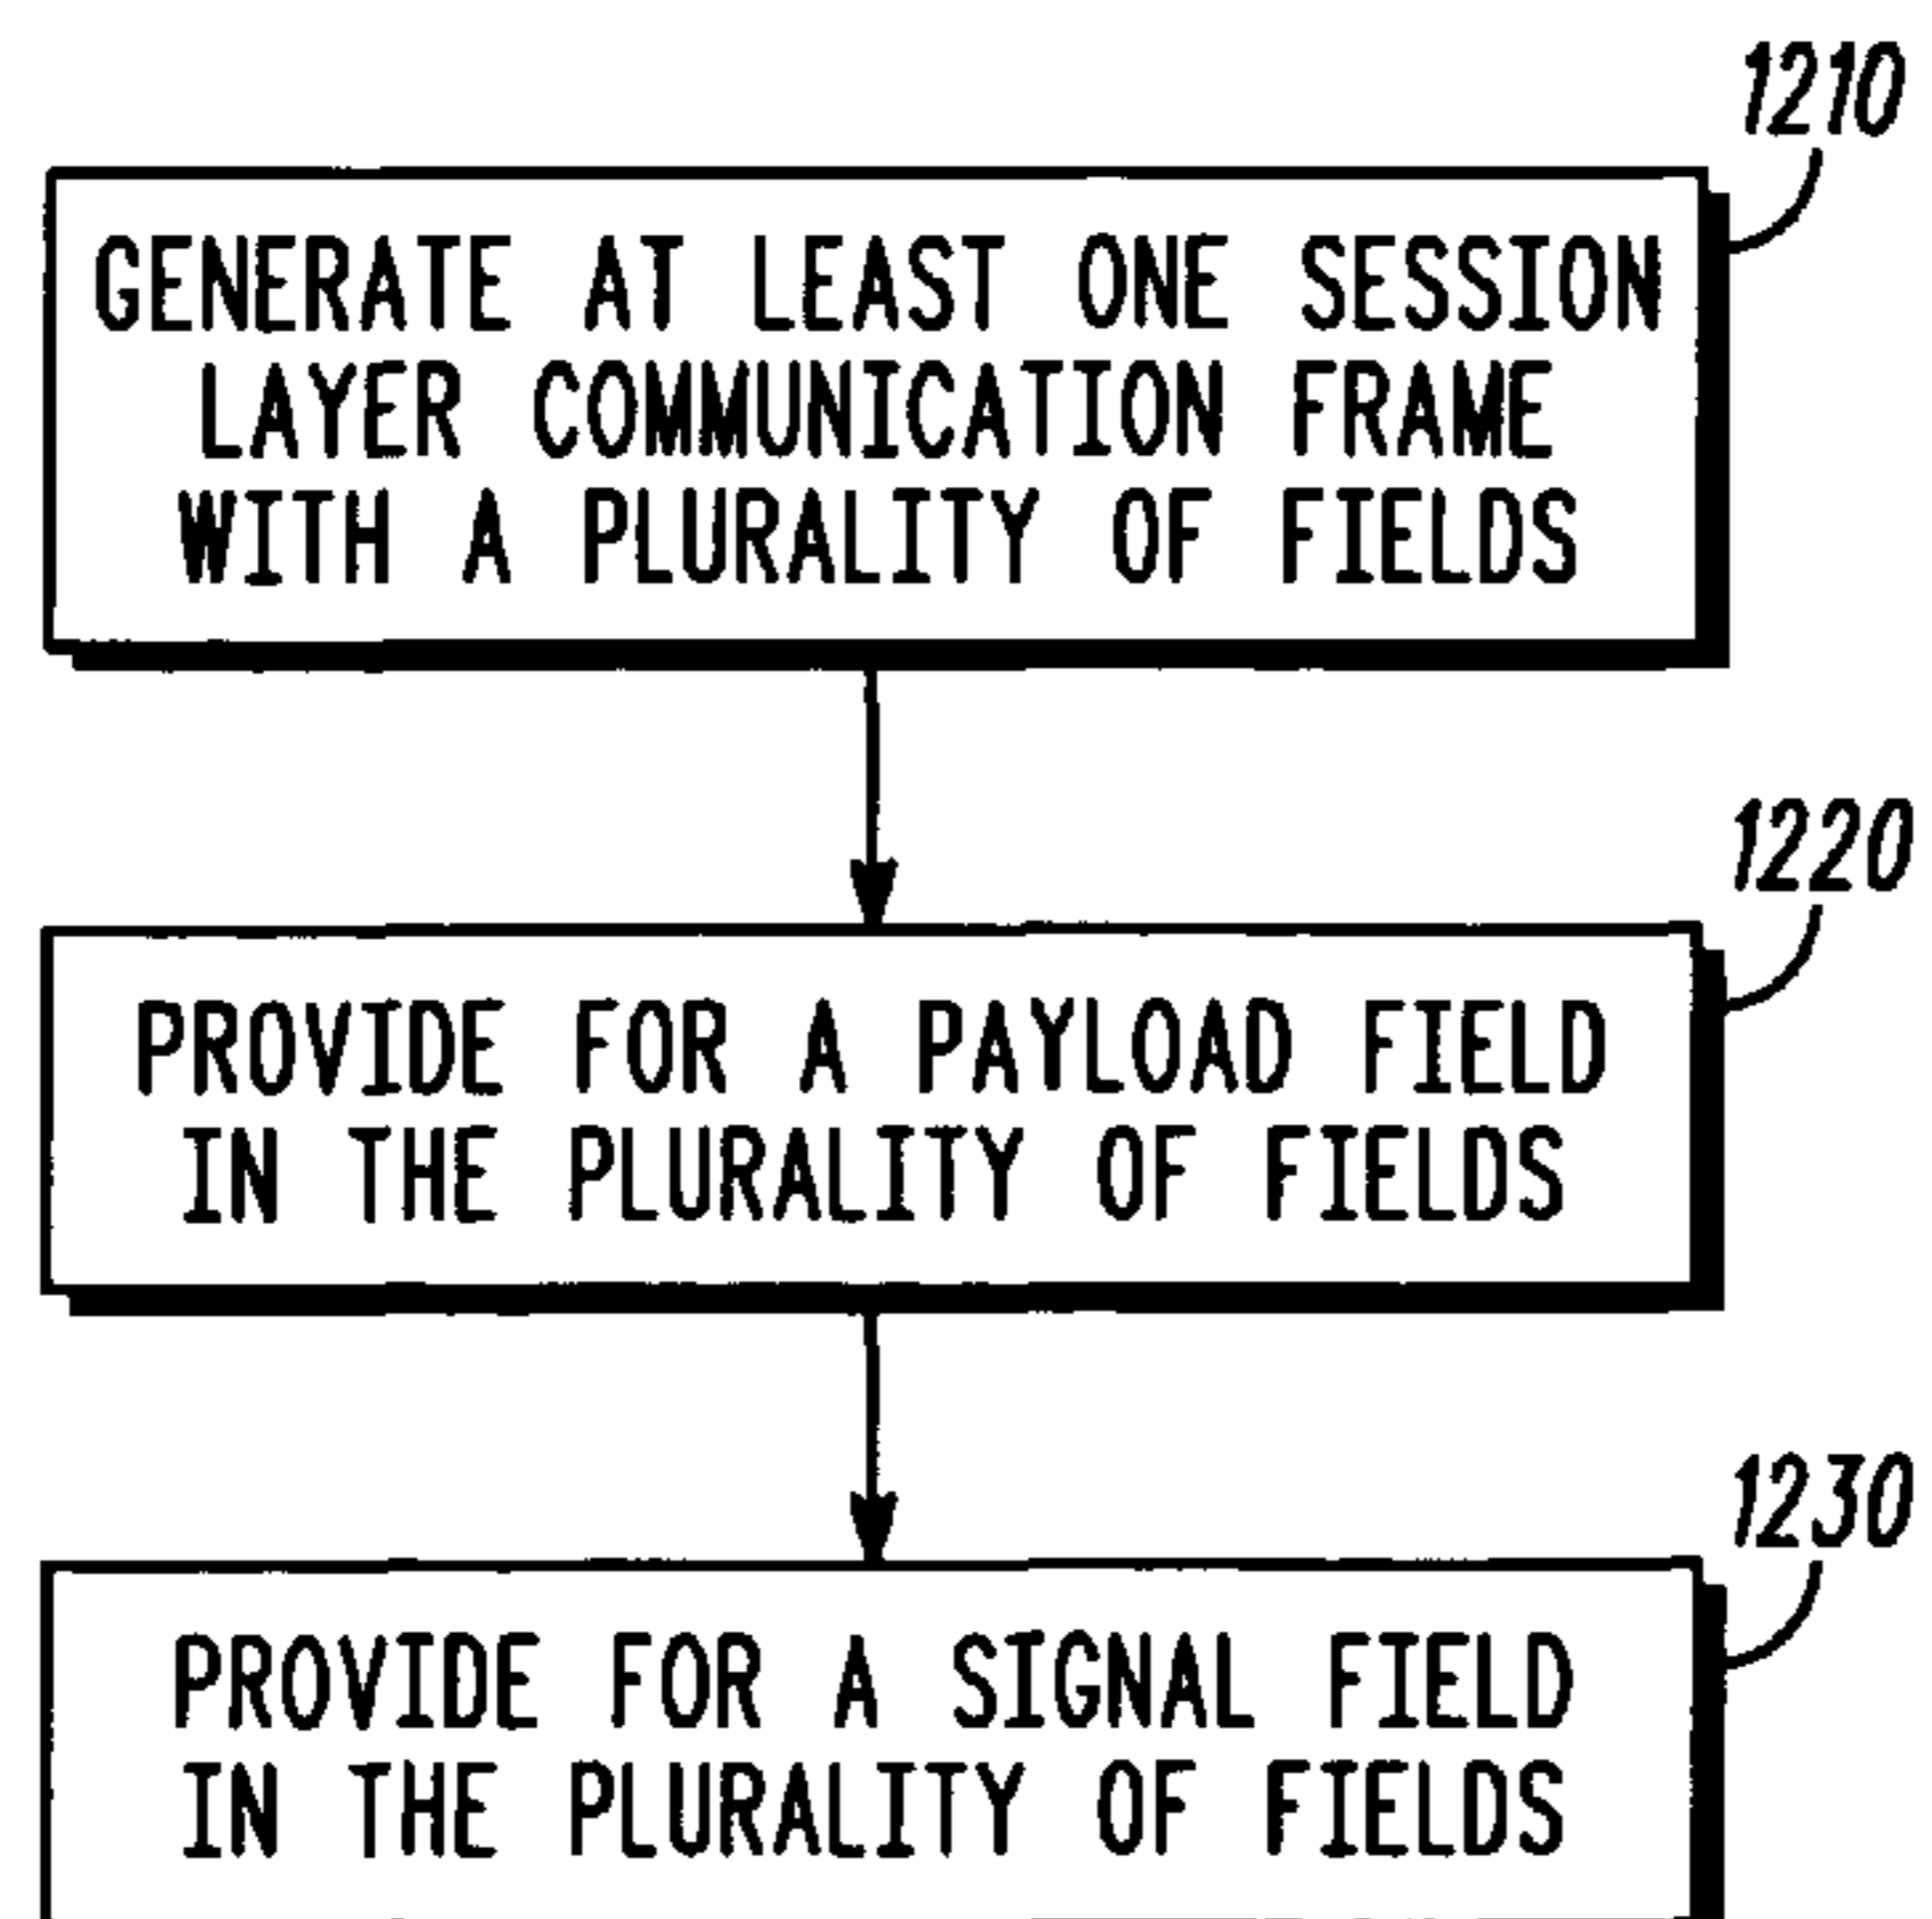 1210
GENERATE AT LEAST ONE SESSION
LAYER COMMUNICATION FRAME
WITH A PLURALITY OF FIELDS
1220
PROVIDE FOR A PAYLOAD FIELD
IN THE PLURALITY OF FIELDS
1230
PROVIDE FOR A SIGNAL FIELD
IN THE PLURALITY OF FIELDS